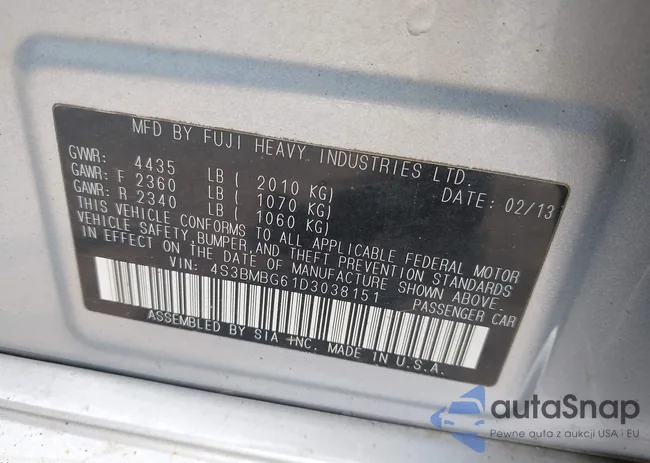 MFD BY FUJI HEAVY INDUSTRIES LTD.
GVWR: 4435 LB ( 2010 KG) DATE: 02/13
GAWR: F 2360 LB ( 1070 KG)
GAWR: R 2340 LB ( 1060 KG)
THIS VEHICLE CONFORMS TO ALL APPLICABLE FEDERAL MOTOR
VEHICLE SAFETY, BUMPER, AND THEFT PREVENTION STANDARDS
IN EFFECT ON THE DATE OF MANUFACTURE SHOWN ABOVE.
VIN: 4S3BMBG61D3038151 PASSENGER CAR
ASSEMBLED BY SIA INC. MADE IN U.S.A.
autaSnap
Pewne auta z aukcji USA i EU